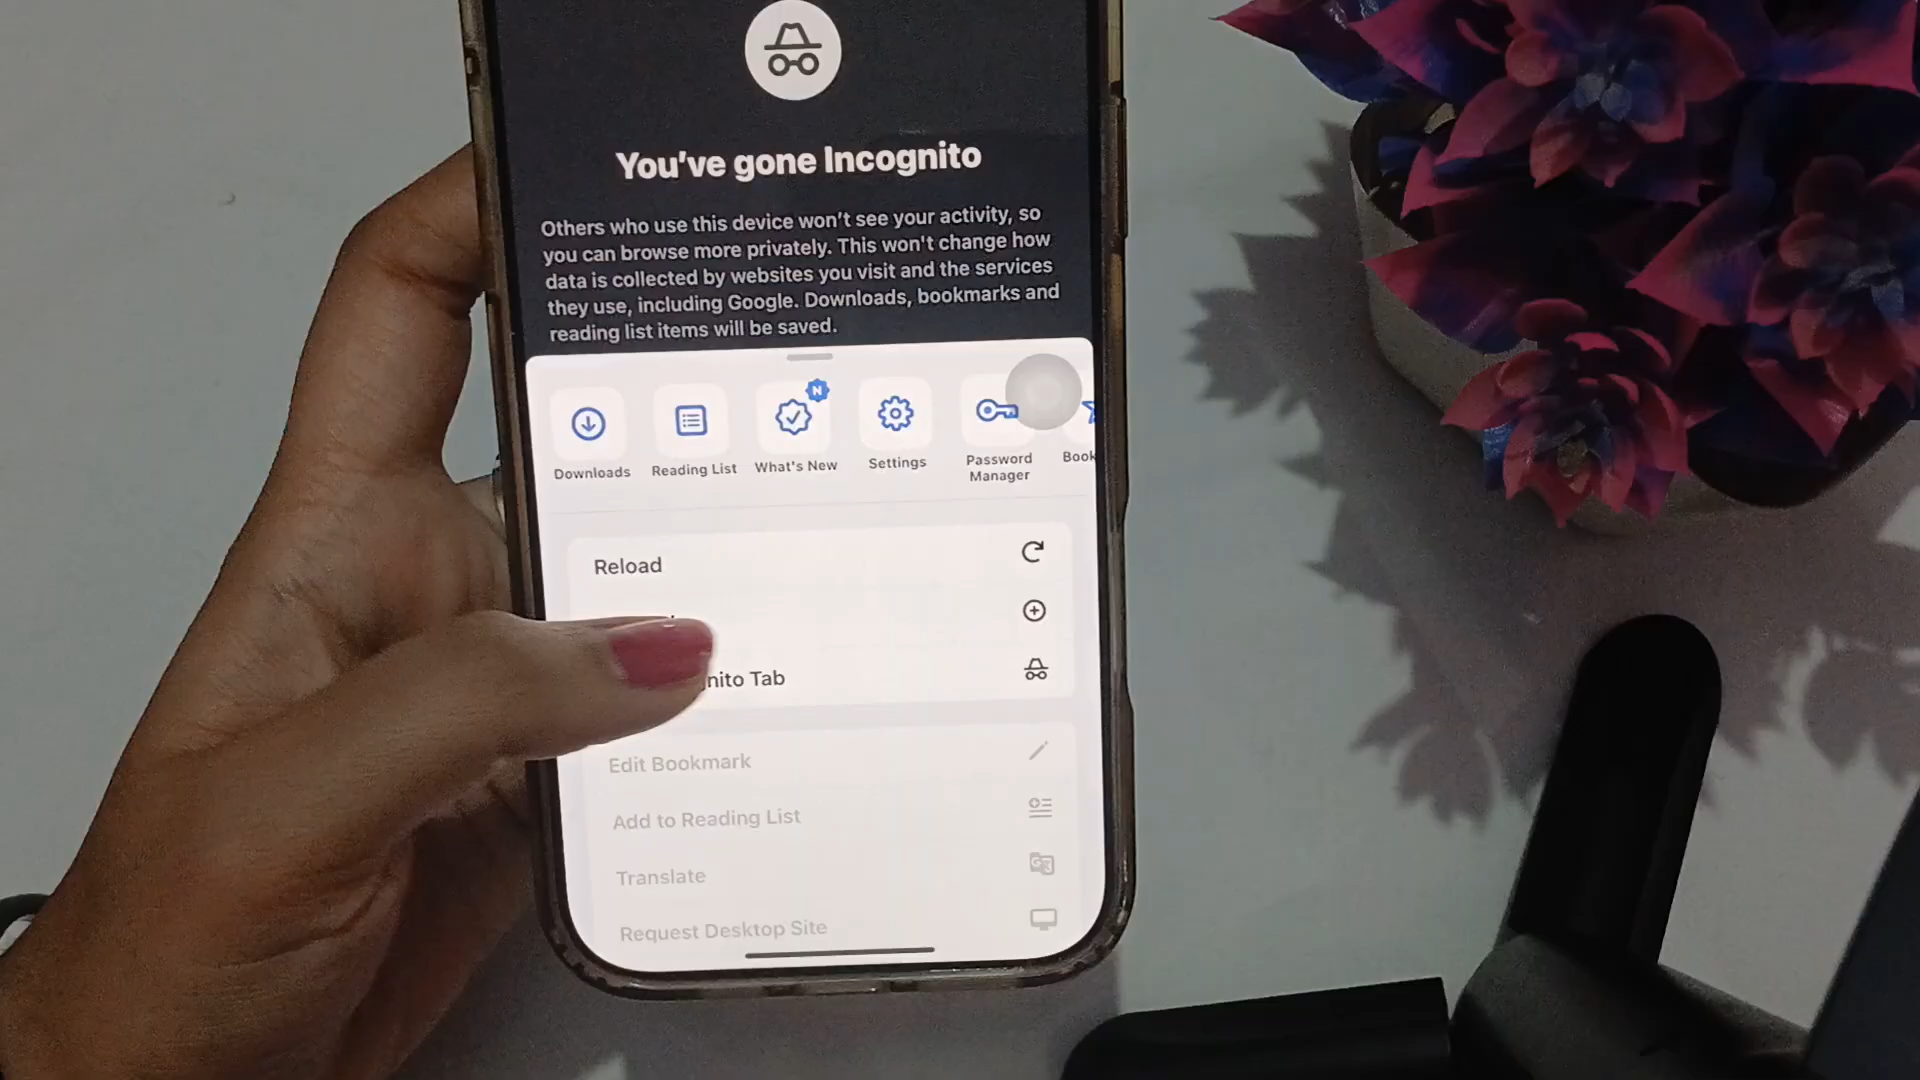 You've gone Incognito
Others who use this device won't see your activity, so
you can browse more privately. This won't change how
data is collected by websites you visit and the services
they use, including Google. Downloads, bookmarks and
reading list items will be saved.
N
Downloads
Reading List
What's New
Settings
Password
Manager
Book
Reload
nito Tab
Edit Bookmark
Add to Reading List
Translate
Request Desktop Site